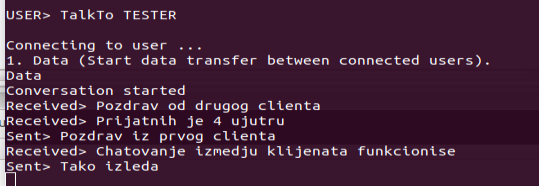 USER> TalkTo TESTER
Connecting to user ...
1. Data (Start data transfer between connected users).
Data
Conversation started
Received> Pozdrav od drugog clienta
Received> Prijatnih je 4 ujutru
Sent> Pozdrav iz prvog clienta
Received> Chatovanje izmedju klijenata funkcionise
Sent> Tako izleda